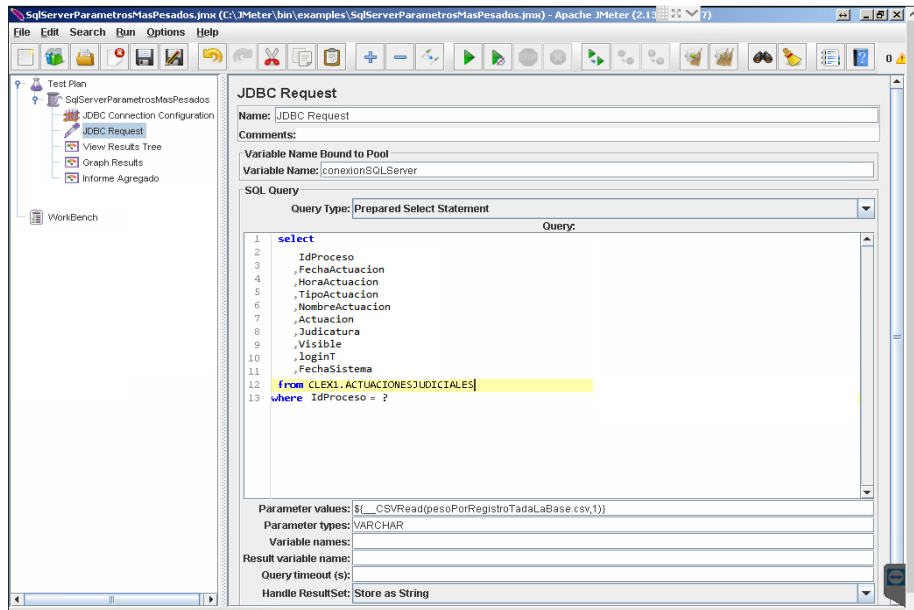 SqlServerParametrosMasPesados.jmx (C:\JMeter\bin\examples\SqlServerParametrosMasPesados.jmx) - Apache JMeter (2.13 7)
File Edit Search Run Options Help
0
Test Plan
SqlServerParametrosMasPesados
JDBC Connection Configuration
JDBC Request
View Results Tree
Graph Results
Informe Agregado
WorkBench
JDBC Request
Name: JDBC Request
Comments:
Variable Name Bound to Pool
Variable Name: conexionSQLServer
SQL Query
Query Type: Prepared Select Statement
Query:
1 select
2 IdProceso
3 ,FechaActuacion
4 ,HoraActuacion
5 ,TipoActuacion
6 ,NombreActuacion
7 ,Actuacion
8 ,Judicatura
9 ,Visible
10 ,loginT
11 ,FechaSistema
12 from CLEX1.ACTUACIONESJUDICIALES
13 where IdProceso = ?
Parameter values: ${__CSVRead(pesoPorRegistroTadaLaBase.csv,1)}
Parameter types: VARCHAR
Variable names:
Result variable name:
Query timeout (s):
Handle ResultSet: Store as String